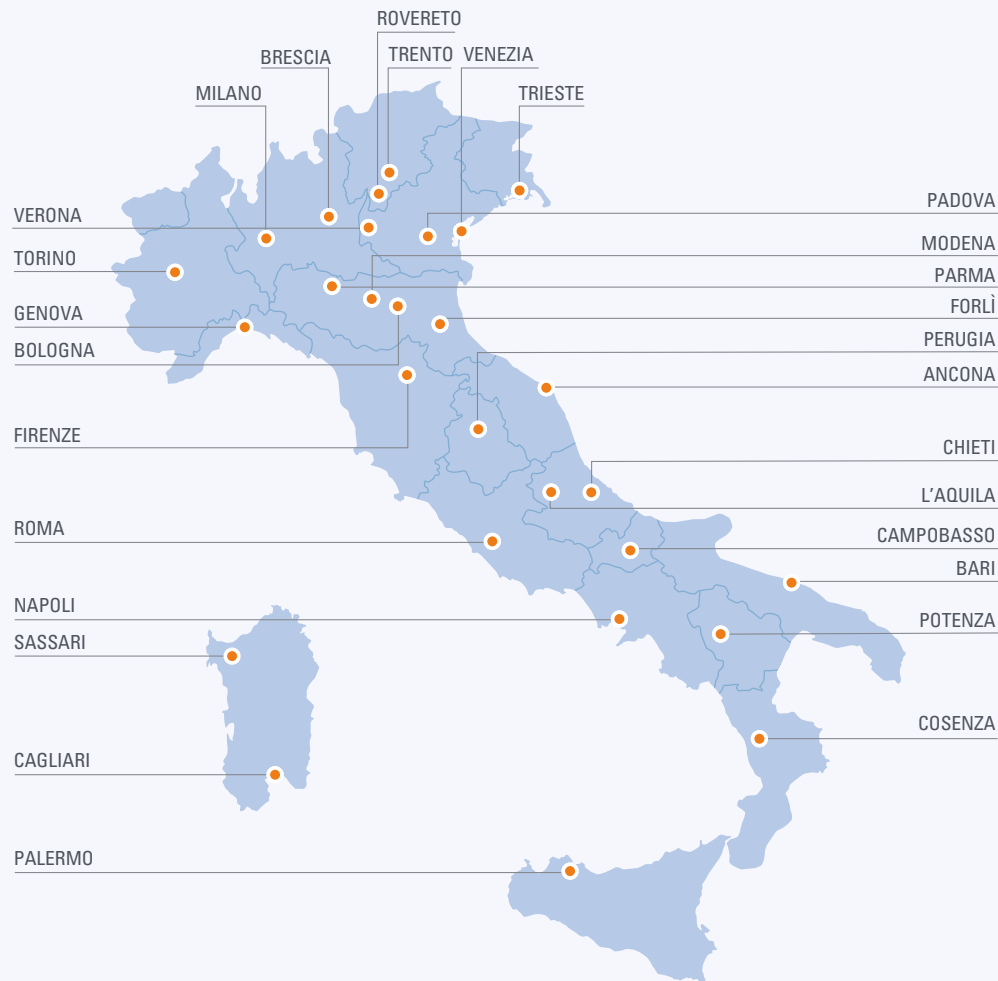 ROVERETO
BRESCIA
TRENTO
VENEZIA
MILANO
TRIESTE
VERONA
PADOVA
MODENA
TORINO
PARMA
GENOVA
FORLÌ
BOLOGNA
PERUGIA
ANCONA
FIRENZE
CHIETI
L'AQUILA
ROMA
CAMPOBASSO
BARI
NAPOLI
POTENZA
SASSARI
COSENZA
CAGLIARI
PALERMO